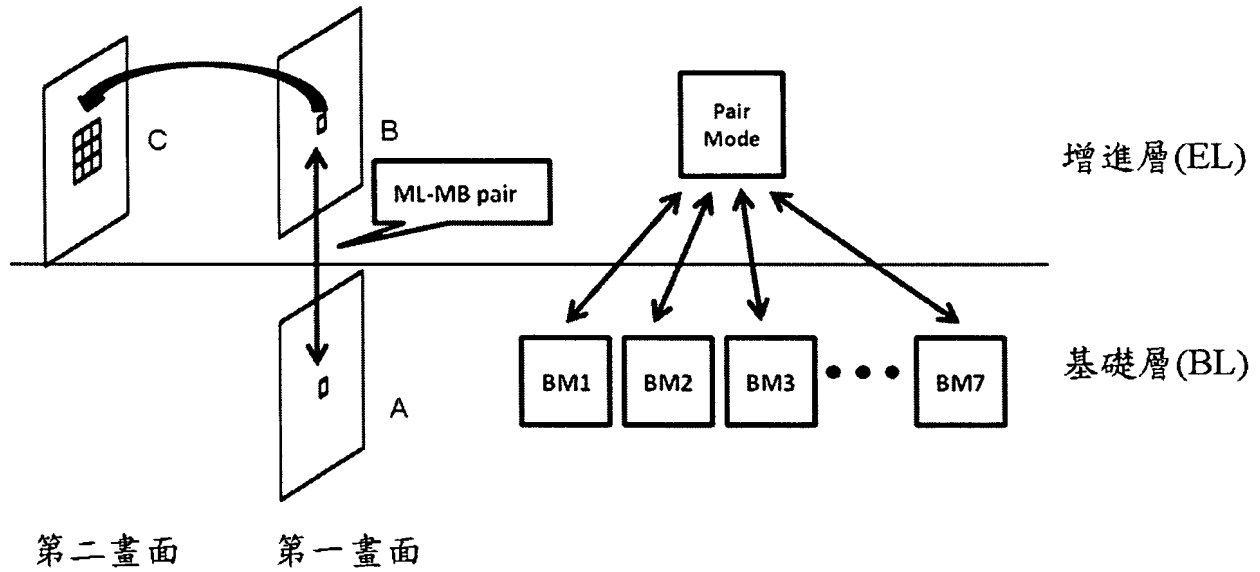 C
B
ML-MB pair
Pair
Mode
增進層(EL)
A
BM1
BM2
BM3
BM7
基礎層(BL)
第二畫面
第一畫面